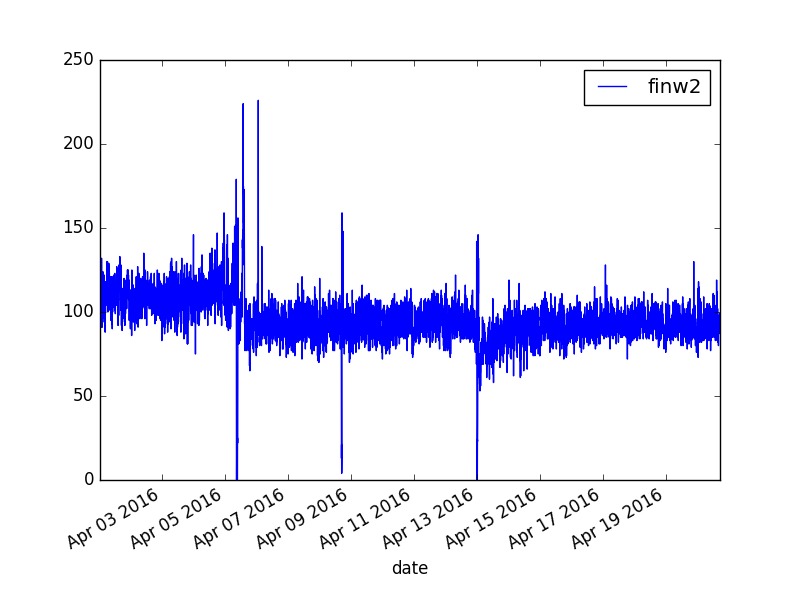 250
finw2
200
150
100
50
0
Apr 03 2016
Apr 05 2016
Apr 07 2016
Apr 09 2016
Apr 11 2016
Apr 13 2016
Apr 15 2016
Apr 17 2016
Apr 19 2016
date